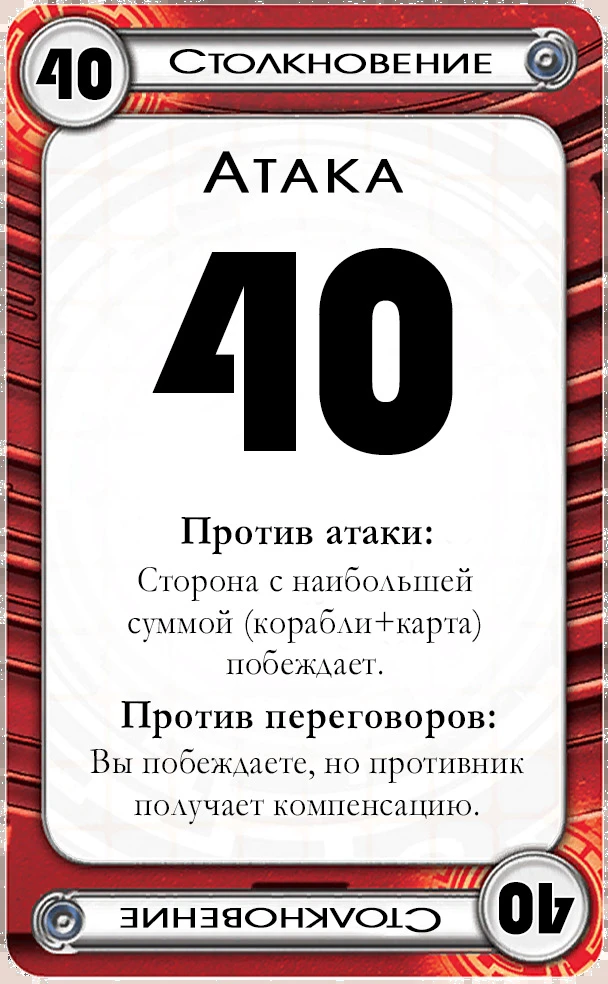 40
Столкновение
Атака
40
Против атаки:
Сторона с наибольшей
суммой (корабли+карта)
побеждает.
Против переговоров:
Вы побеждаете, но противник
получает компенсацию.
Столкновение
40